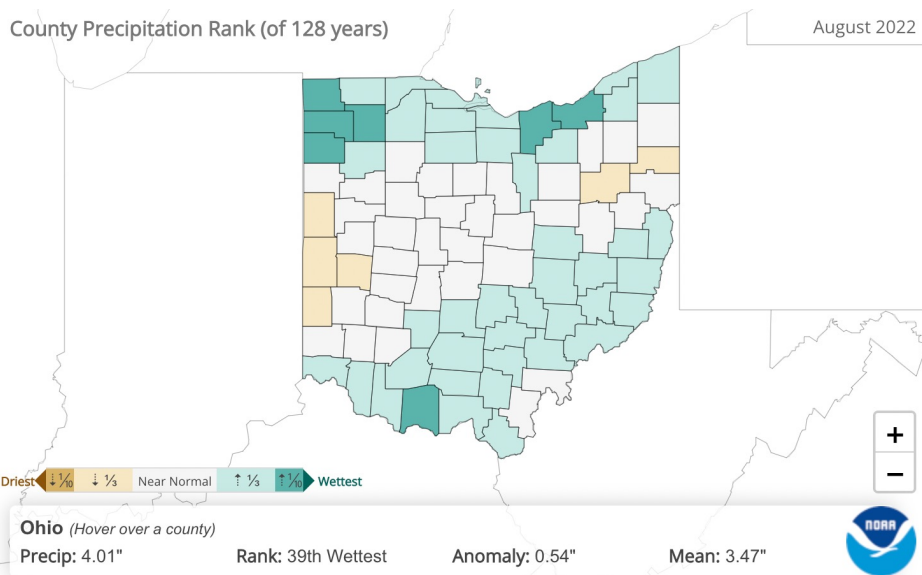 County Precipitation Rank (of 128 years)
August 2022
+
−
Driest ⇣ 1/10 ⇣ 1/3 Near Normal ⇡ 1/3 ⇡ 1/10 Wettest
Ohio (Hover over a county)
Precip: 4.01" Rank: 39th Wettest Anomaly: 0.54" Mean: 3.47"
NOAA